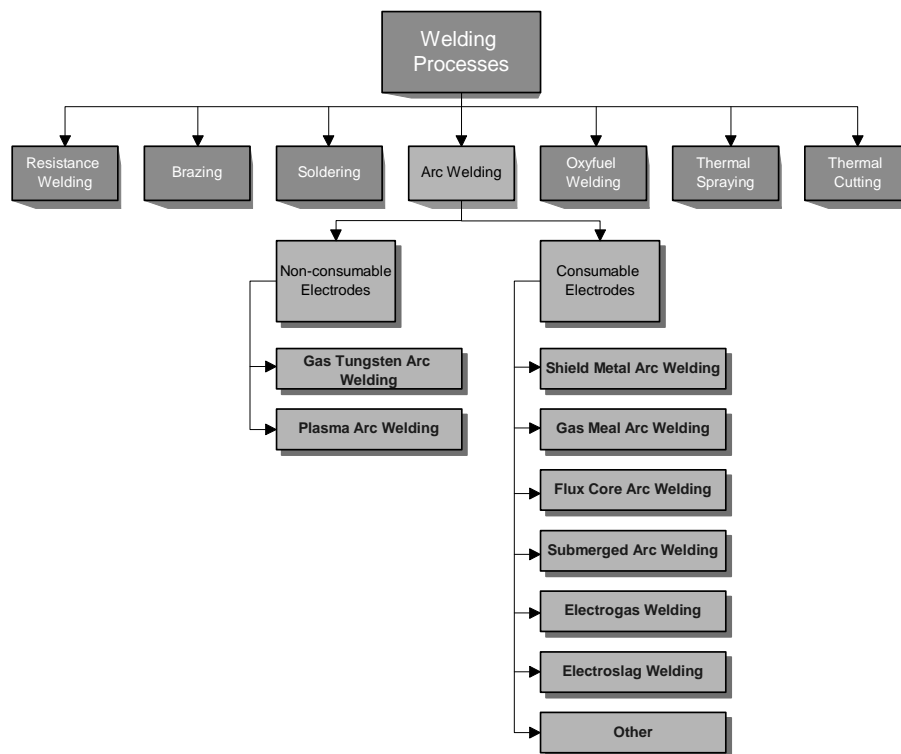 Welding
Processes
Resistance
Welding
Brazing
Soldering
Arc Welding
Oxyfuel
Welding
Thermal
Spraying
Thermal
Cutting
Non-consumable
Electrodes
Consumable
Electrodes
Gas Tungsten Arc
Welding
Plasma Arc Welding
Shield Metal Arc Welding
Gas Meal Arc Welding
Flux Core Arc Welding
Submerged Arc Welding
Electrogas Welding
Electroslag Welding
Other